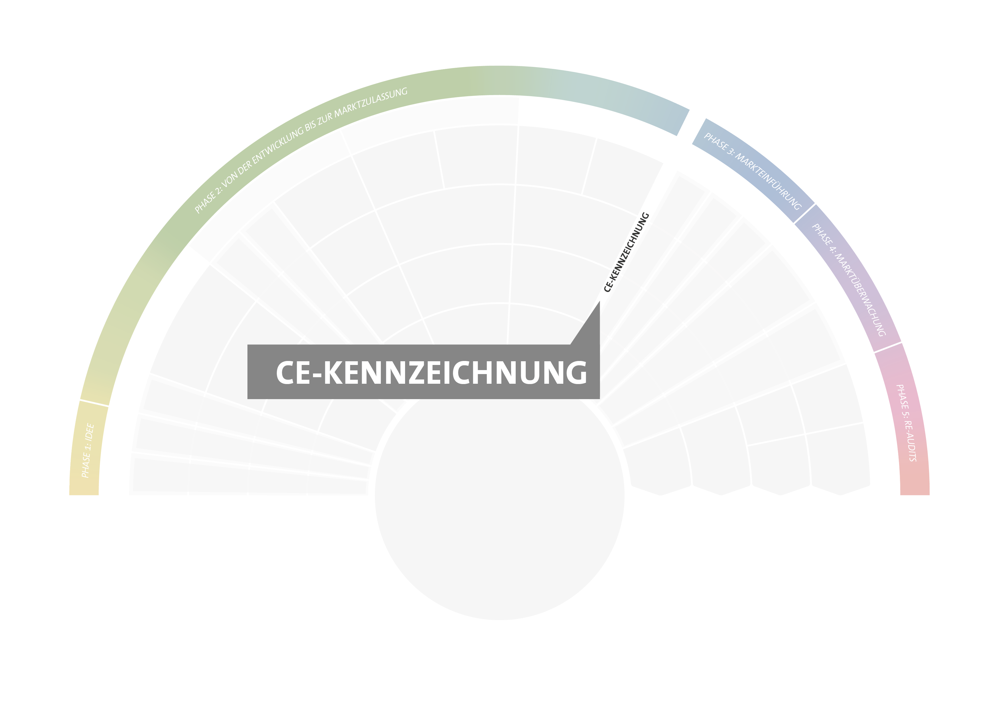 PHASE 1: IDEE
PHASE 2: VON DER ENTWICKLUNG BIS ZUR MARKTZULASSUNG
PHASE 3: MARKTEINFÜHRUNG
PHASE 4: MARKTÜBERWACHUNG
PHASE 5: RE-AUDITS
CE-KENNZEICHNUNG
CE-KENNZEICHNUNG